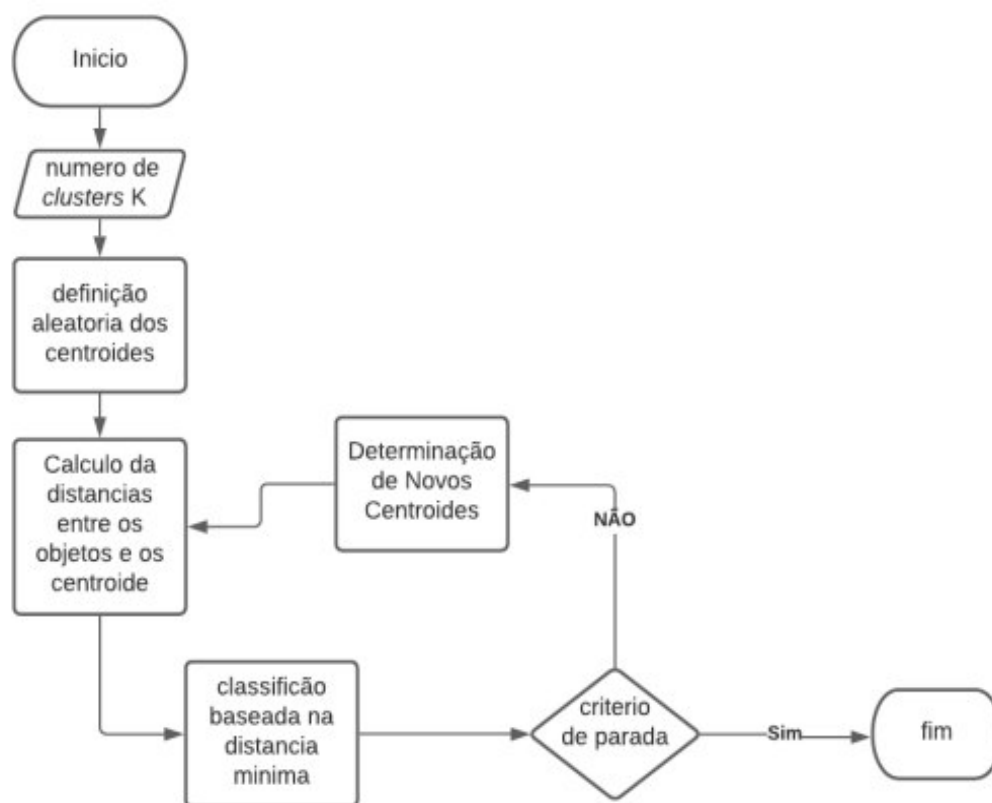 Inicio
numero de
clusters K
definição
aleatoria dos
centroides
Calculo da
distancias
entre os
objetos e os
centroide
Determinação
de Novos
Centroides
NÃO
classificão
baseada na
distancia
minima
criterio
de parada
Sim
fim